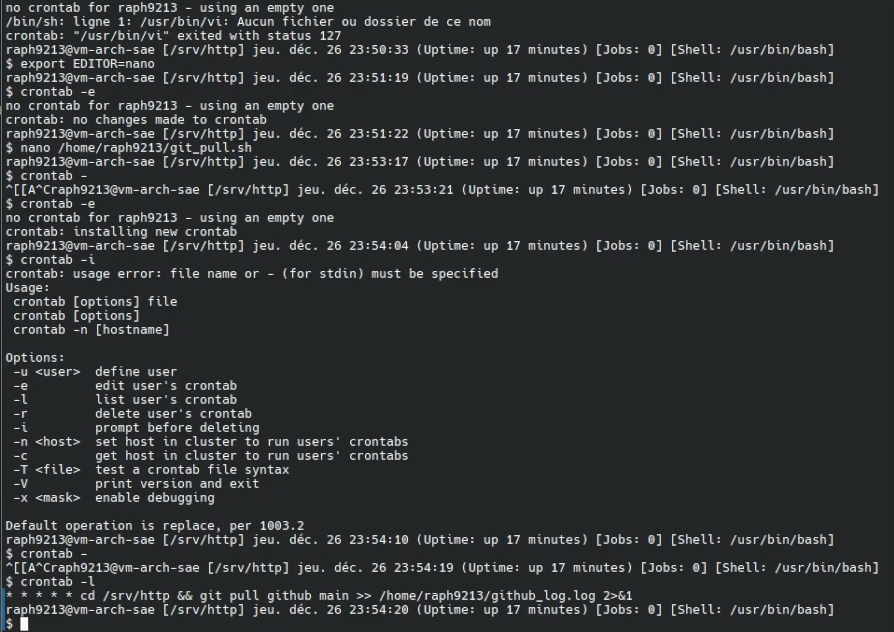 no crontab for raph9213 - using an empty one
/bin/sh: ligne 1: /usr/bin/vi: Aucun fichier ou dossier de ce nom
crontab: "/usr/bin/vi" exited with status 127
raph9213@vm-arch-sae [/srv/http] jeu. déc. 26 23:50:33 (Uptime: up 17 minutes) [Jobs: 0] [Shell: /usr/bin/bash]
$ export EDITOR=nano
raph9213@vm-arch-sae [/srv/http] jeu. déc. 26 23:51:19 (Uptime: up 17 minutes) [Jobs: 0] [Shell: /usr/bin/bash]
$ crontab -e
no crontab for raph9213 - using an empty one
crontab: no changes made to crontab
raph9213@vm-arch-sae [/srv/http] jeu. déc. 26 23:51:22 (Uptime: up 17 minutes) [Jobs: 0] [Shell: /usr/bin/bash]
$ nano /home/raph9213/git_pull.sh
raph9213@vm-arch-sae [/srv/http] jeu. déc. 26 23:53:17 (Uptime: up 17 minutes) [Jobs: 0] [Shell: /usr/bin/bash]
$ crontab -
^[[A^Craph9213@vm-arch-sae [/srv/http] jeu. déc. 26 23:53:21 (Uptime: up 17 minutes) [Jobs: 0] [Shell: /usr/bin/bash]
$ crontab -e
no crontab for raph9213 - using an empty one
crontab: installing new crontab
raph9213@vm-arch-sae [/srv/http] jeu. déc. 26 23:54:04 (Uptime: up 17 minutes) [Jobs: 0] [Shell: /usr/bin/bash]
$ crontab -i
crontab: usage error: file name or - (for stdin) must be specified
Usage:
 crontab [options] file
 crontab [options]
 crontab -n [hostname]

Options:
 -u <user>  define user
 -e         edit user's crontab
 -l         list user's crontab
 -r         delete user's crontab
 -i         prompt before deleting
 -n <host>  set host in cluster to run users' crontabs
 -c         get host in cluster to run users' crontabs
 -T <file>  test a crontab file syntax
 -V         print version and exit
 -x <mask>  enable debugging

Default operation is replace, per 1003.2
raph9213@vm-arch-sae [/srv/http] jeu. déc. 26 23:54:10 (Uptime: up 17 minutes) [Jobs: 0] [Shell: /usr/bin/bash]
$ crontab -
^[[A^Craph9213@vm-arch-sae [/srv/http] jeu. déc. 26 23:54:19 (Uptime: up 17 minutes) [Jobs: 0] [Shell: /usr/bin/bash]
$ crontab -l
* * * * * cd /srv/http && git pull github main >> /home/raph9213/github_log.log 2>&1
raph9213@vm-arch-sae [/srv/http] jeu. déc. 26 23:54:20 (Uptime: up 17 minutes) [Jobs: 0] [Shell: /usr/bin/bash]
$